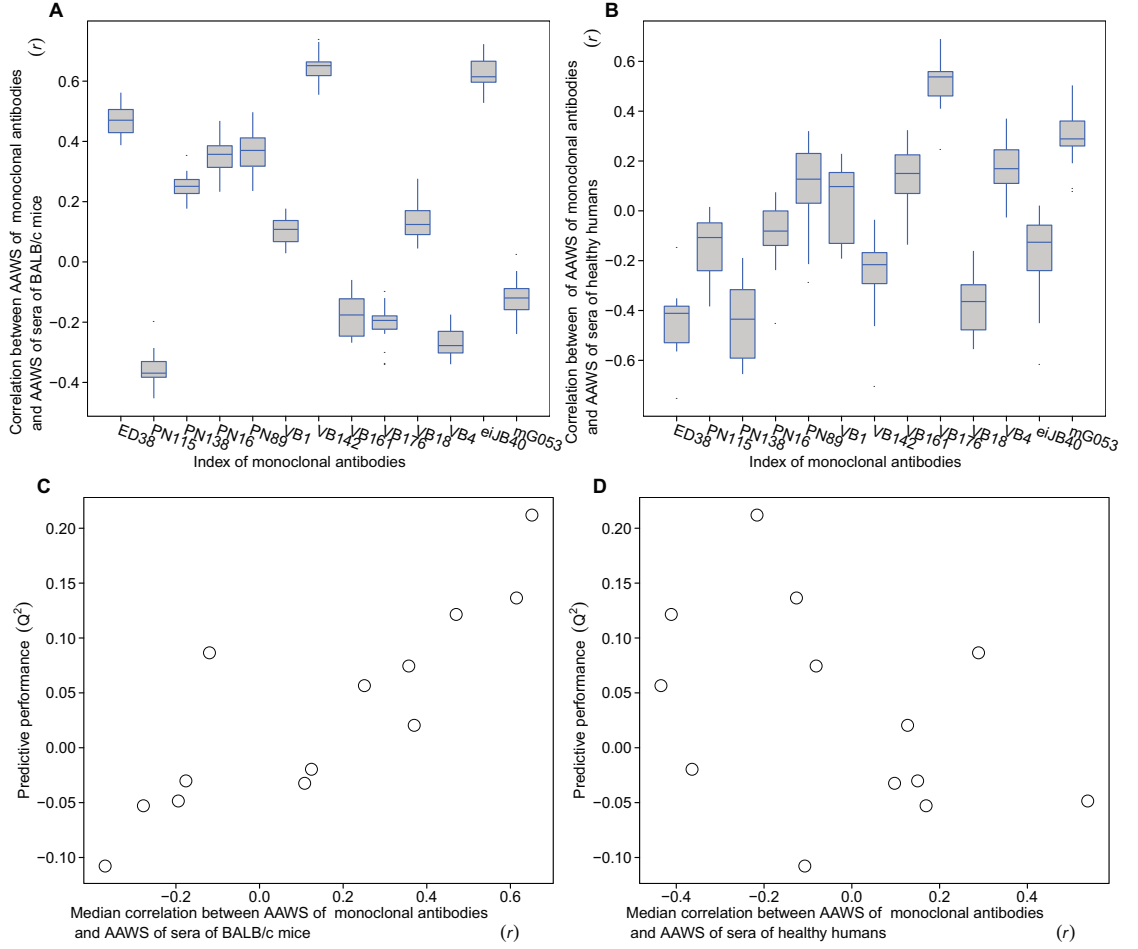 A
Correlation between AAWS of monoclonal antibodies
and AAWS of sera of BALB/c mice
(r)
0.6
0.4
0.2
0.0
−0.2
−0.4
ED38
PN115
PN138
PN16
PN89
VB1
VB142
VB161
VB176
VB18
VB4
eiJB40
mG053
Index of monoclonal antibodies
B
Correlation between of AAWS of monoclonal antibodies
and AAWS of sera of healthy humans
(r)
0.6
0.4
0.2
0.0
−0.2
−0.4
−0.6
ED38
PN115
PN138
PN16
PN89
VB1
VB142
VB161
VB176
VB18
VB4
eiJB40
mG053
Index of monoclonal antibodies
C
Predictive performance (Q²)
0.20
0.15
0.10
0.05
0.00
−0.05
−0.10
−0.2
0.0
0.2
0.4
0.6
Median correlation between AAWS of monoclonal antibodies
and AAWS of sera of BALB/c mice (r)
D
Predictive performance (Q²)
0.20
0.15
0.10
0.05
0.00
−0.05
−0.10
−0.4
−0.2
0.0
0.2
0.4
Median correlation between AAWS of monoclonal antibodies
and AAWS of sera of healthy humans (r)